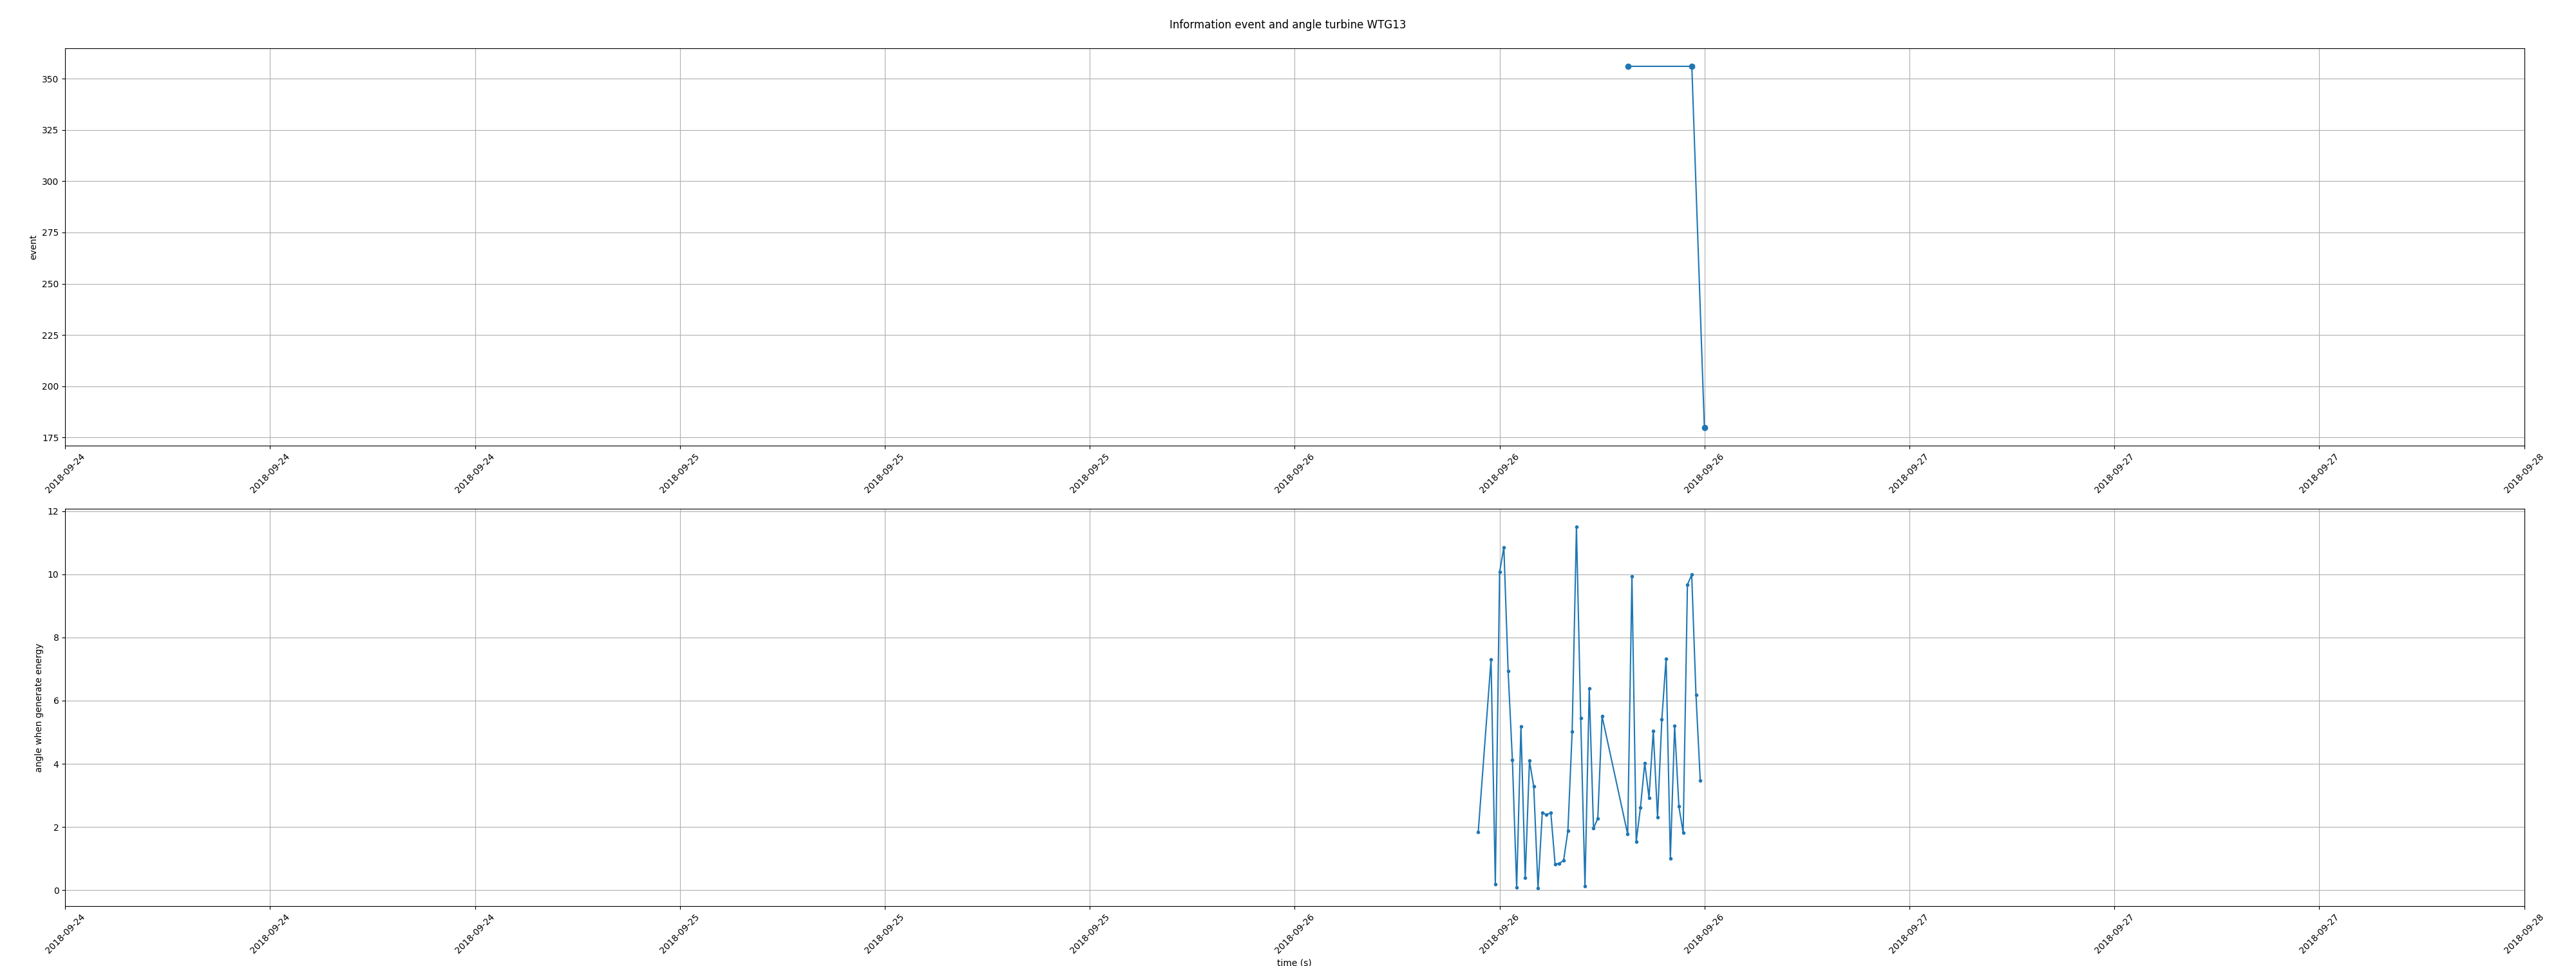 Information event and angle turbine WTG13
350
325
300
275
250
225
200
175
event
2018-09-24 2018-09-24 2018-09-24 2018-09-25 2018-09-25 2018-09-25 2018-09-26 2018-09-26 2018-09-26 2018-09-27 2018-09-27 2018-09-27 2018-09-28
12
10
8
6
4
2
0
angle when generate energy
2018-09-24 2018-09-24 2018-09-24 2018-09-25 2018-09-25 2018-09-25 2018-09-26 2018-09-26 2018-09-26 2018-09-27 2018-09-27 2018-09-27 2018-09-28
time (s)